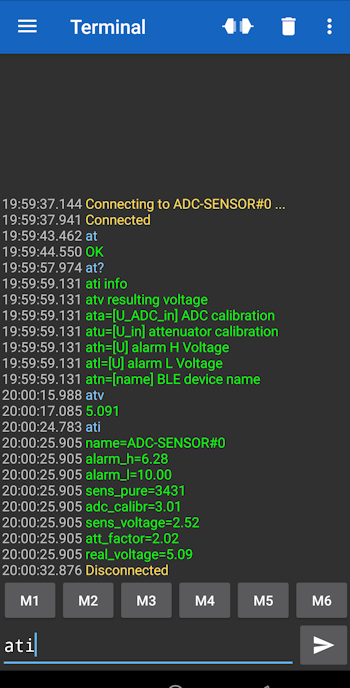 Terminal
19:59:37.144 Connecting to ADC-SENSOR#0 ...
19:59:37.941 Connected
19:59:43.462 at
19:59:44.550 OK
19:59:57.974 at?
19:59:59.131 ati info
19:59:59.131 atv resulting voltage
19:59:59.131 ata=[U_ADC_in] ADC calibration
19:59:59.131 atu=[U_in] attenuator calibration
19:59:59.131 ath=[U] alarm H Voltage
19:59:59.131 atl=[U] alarm L Voltage
19:59:59.131 atn=[name] BLE device name
20:00:15.988 atv
20:00:17.085 5.091
20:00:24.783 ati
20:00:25.905 name=ADC-SENSOR#0
20:00:25.905 alarm_h=6.28
20:00:25.905 alarm_l=10.00
20:00:25.905 sens_pure=3431
20:00:25.905 adc_calibr=3.01
20:00:25.905 sens_voltage=2.52
20:00:25.905 att_factor=2.02
20:00:25.905 real_voltage=5.09
20:00:32.876 Disconnected
M1 M2 M3 M4 M5 M6
ati